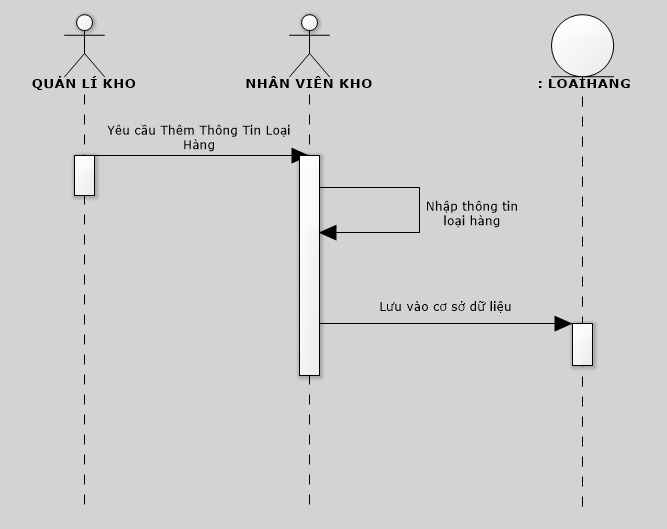 QUẢN LÍ KHO
NHÂN VIÊN KHO
: LOAIHANG
Yêu cầu Thêm Thông Tin Loại
Hàng
Nhập thông tin
loại hàng
Lưu vào cơ sở dữ liệu